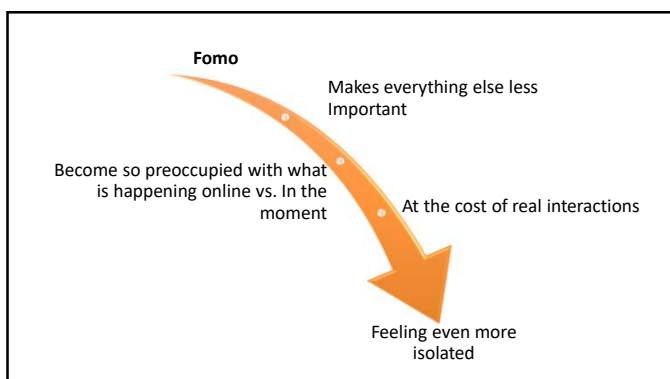 Fomo
Makes everything else less
Important
Become so preoccupied with what
is happening online vs. In the
moment
At the cost of real interactions
Feeling even more
isolated